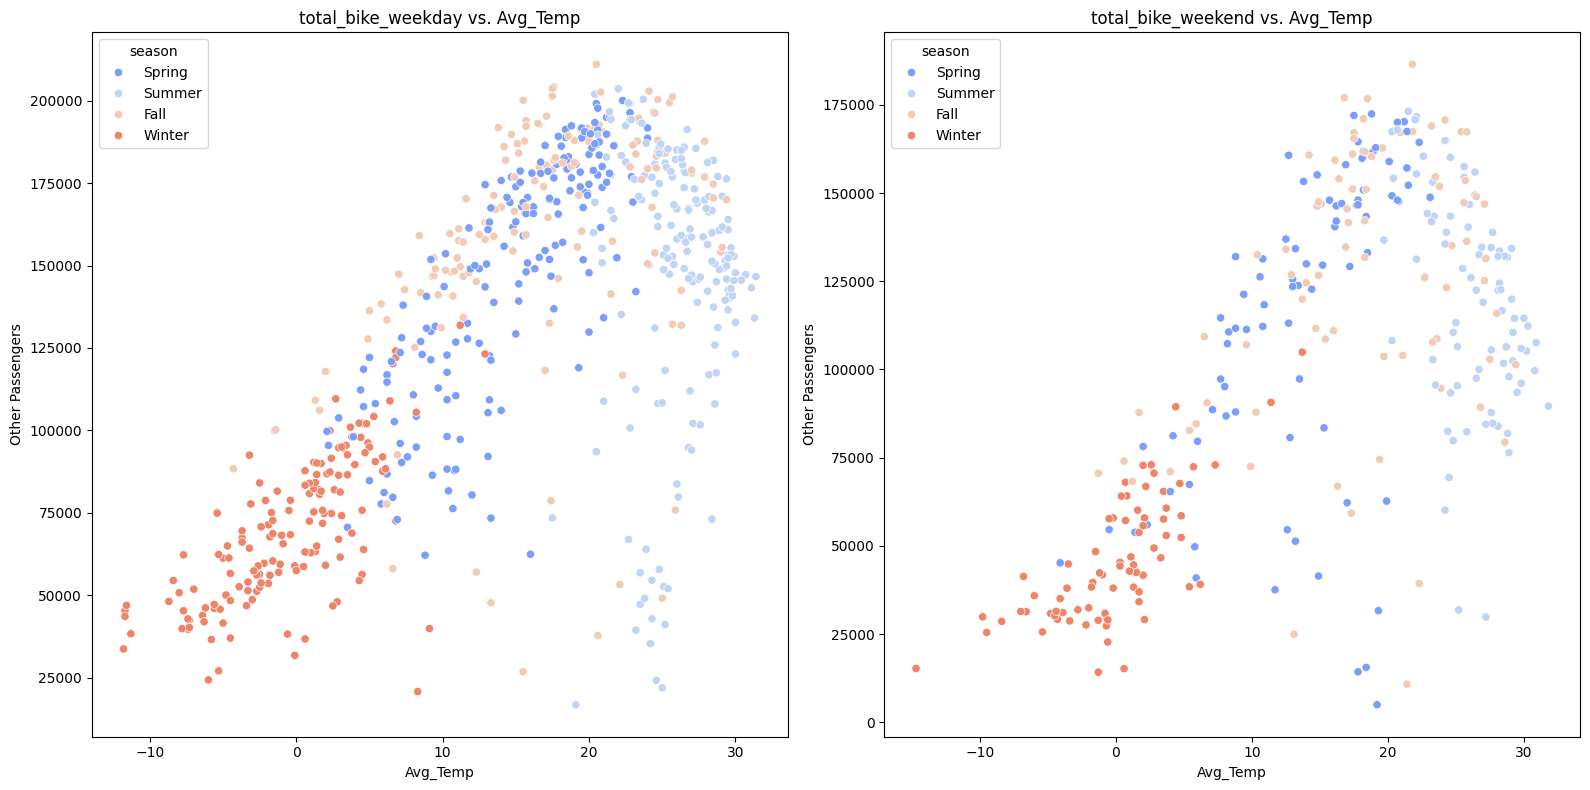 total_bike_weekday vs. Avg_Temp
season
Spring
Summer
Fall
Winter
200000
175000
150000
125000
100000
75000
50000
25000
Other Passengers
−10
0
10
20
30
Avg_Temp
total_bike_weekend vs. Avg_Temp
season
Spring
Summer
Fall
Winter
175000
150000
125000
100000
75000
50000
25000
0
Other Passengers
−10
0
10
20
30
Avg_Temp